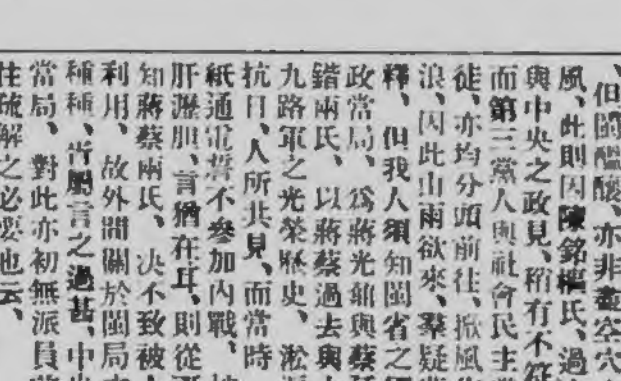 、但閩醞釀、亦非盡空穴
風、此則因陳銘樞氏、過
與中央之政見、稍有不符
而第三黨人與社會民主
徒、亦均分頭前往、掀風
浪、因此山雨欲來、羣疑
釋、但我人須知閩省之
政當局、爲蔣光鼐與蔡
鍇兩氏、以蔣蔡過去與
九路軍之光榮歷史、淞
抗日、人所共見、而當時
紙通電誓不參加內戰、
肝瀝胆、言猶在耳、則從
知蔣蔡兩氏、決不致被
利用、故外間關於閩局
種種、皆屬言之過甚、中
當局、對此亦初無派員
往疏解之必要也云、